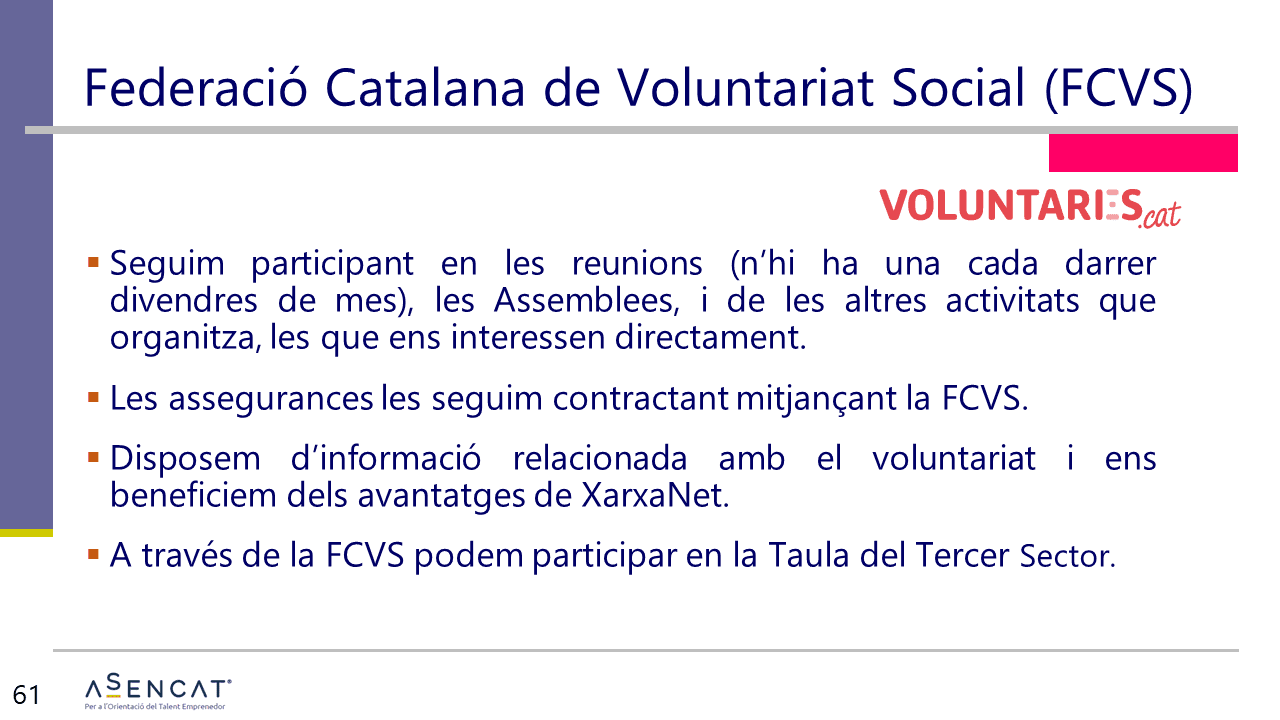 Federació Catalana de Voluntariat Social (FCVS)
VOLUNTARIES.cat
▪ Seguim participant en les reunions (n’hi ha una cada darrer
divendres de mes), les Assemblees, i de les altres activitats que
organitza, les que ens interessen directament.
▪ Les assegurances les seguim contractant mitjançant la FCVS.
▪ Disposem d’informació relacionada amb el voluntariat i ens
beneficiem dels avantatges de XarxaNet.
▪ A través de la FCVS podem participar en la Taula del Tercer Sector.
61
ASENCAT®
Per a l’Orientació del Talent Emprenedor